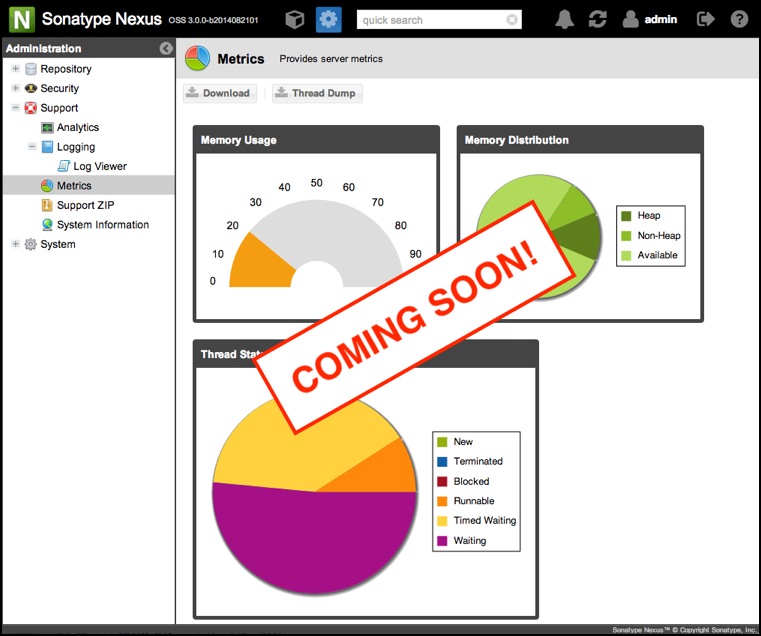 Sonatype Nexus OSS 3.0.0-b2014082101
quick search
admin
Administration
Metrics Provides server metrics
Repository
Security
Support
Analytics
Logging
Log Viewer
Metrics
Support ZIP
System Information
System
Download
Thread Dump
Memory Usage
0
10
20
30
40
50
60
70
80
90
Memory Distribution
Heap
Non-Heap
Available
COMING SOON!
Thread
New
Terminated
Blocked
Runnable
Timed Waiting
Waiting
Sonatype Nexus™ © Copyright Sonatype, Inc.